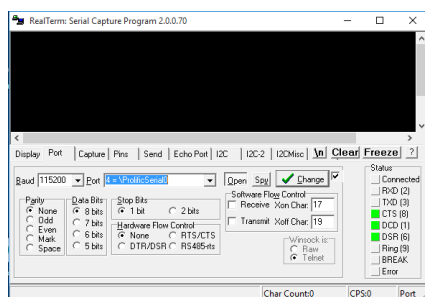 RealTerm: Serial Capture Program 2.0.0.70
Display Port Capture Pins Send Echo Port I2C I2C-2 I2CMisc \n Clear Freeze ?
Baud 115200 Port 4 = \ProlificSerial0 Open Spy Change
Parity
None
Odd
Even
Mark
Space
Data Bits
8 bits
7 bits
6 bits
5 bits
Stop Bits
1 bit 2 bits
Hardware Flow Control
None RTS/CTS
DTR/DSR RS485-rts
Software Flow Control
Receive Xon Char: 17
Transmit Xoff Char: 19
Winsock is:
Raw
Telnet
Status
Connected
RXD (2)
TXD (3)
CTS (8)
DCD (1)
DSR (6)
Ring (9)
BREAK
Error
Char Count:0 CPS:0 Port